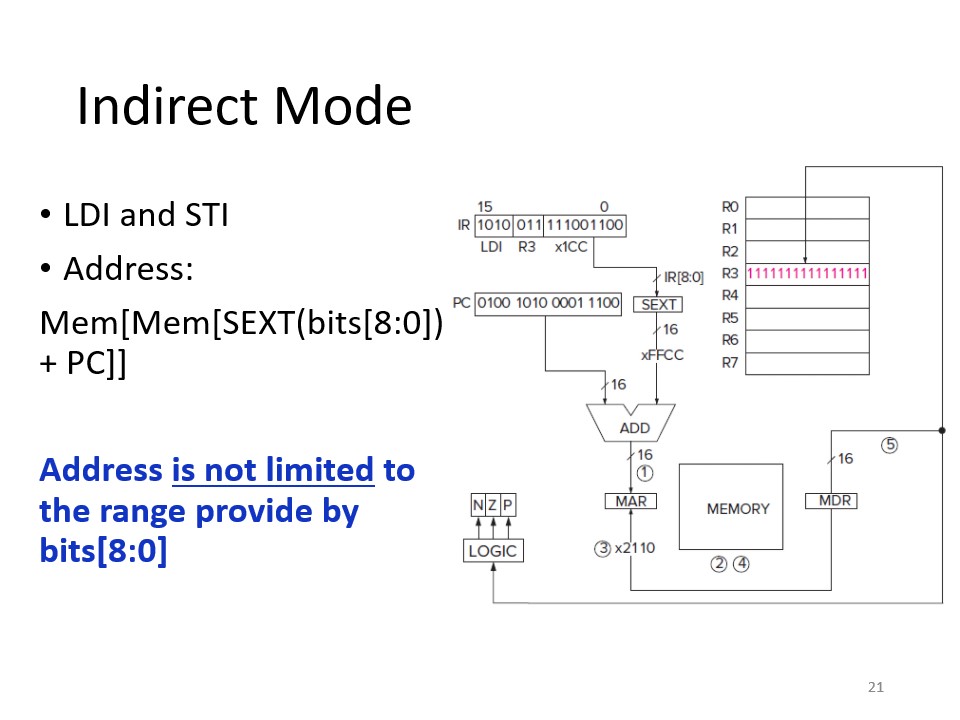 Indirect Mode
• LDI and STI
• Address:
Mem[Mem[SEXT(bits[8:0])
+ PC]]
Address is not limited to
the range provide by
bits[8:0]
15 0
IR 1010 011 111001100
LDI R3 x1CC
IR[8:0]
PC 0100 1010 0001 1100
SEXT
16
xFFCC
16
ADD
16
①
MAR
③ x2110
MEMORY
② ④
MDR
16
⑤
N Z P
LOGIC
R0
R1
R2
R3 1111111111111111
R4
R5
R6
R7
21